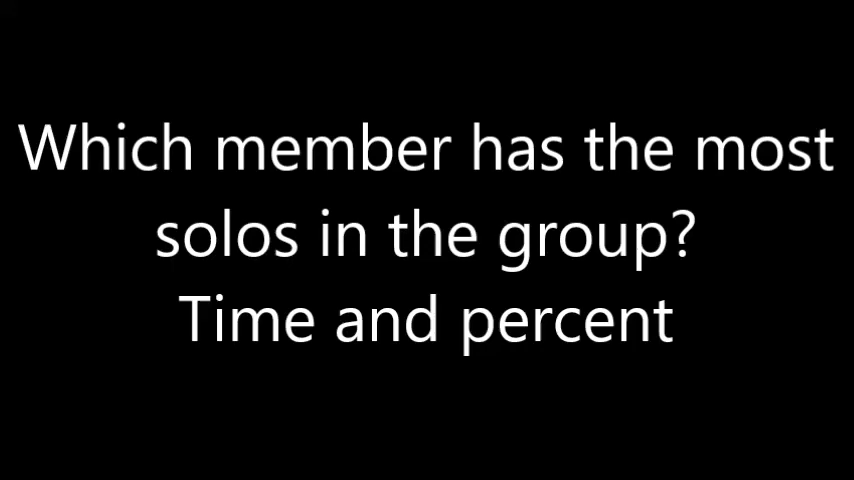 Which member has the most
solos in the group?
Time and percent